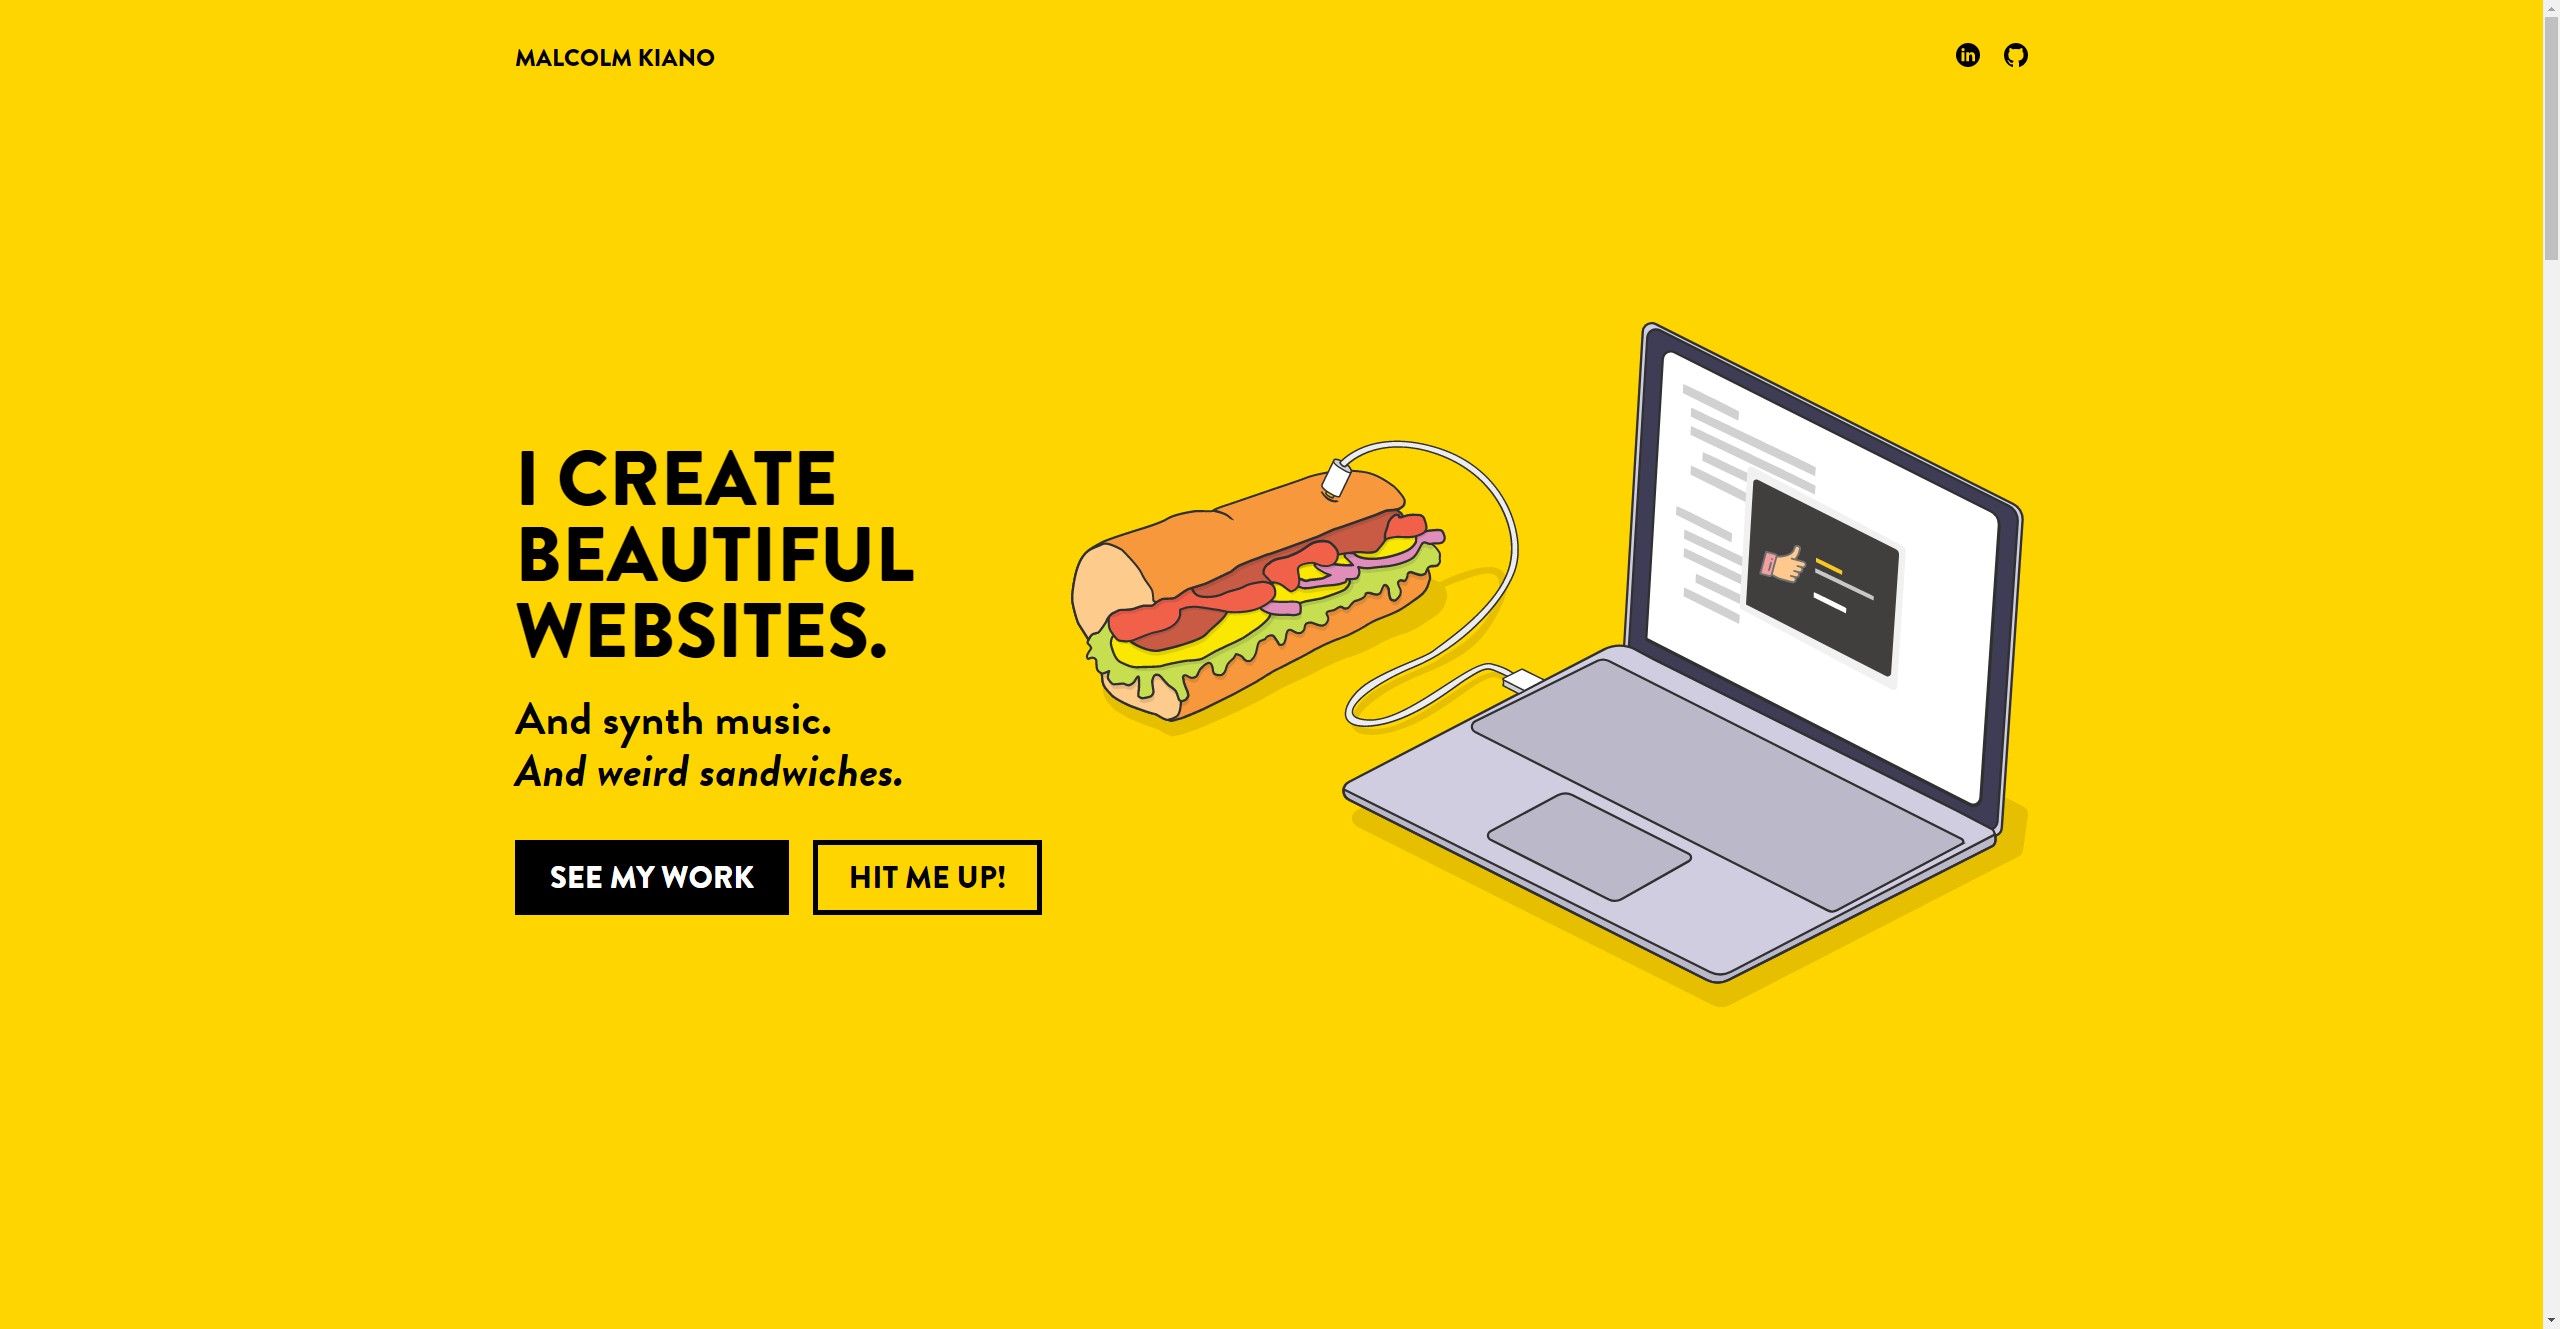 MALCOLM KIANO
in
I CREATE
BEAUTIFUL
WEBSITES.
And synth music.
And weird sandwiches.
SEE MY WORK
HIT ME UP!